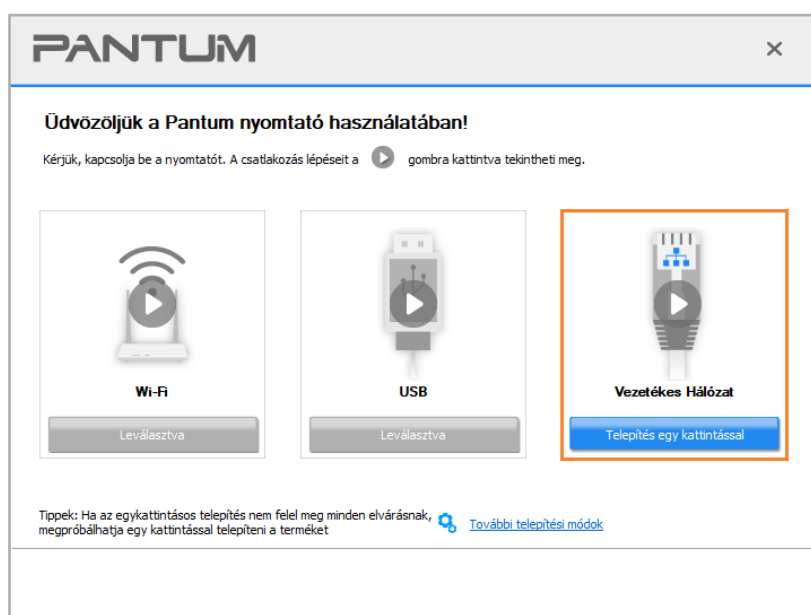 PANTUM
Üdvözöljük a Pantum nyomtató használatában!
Kérjük, kapcsolja be a nyomtatót. A csatlakozás lépéseit a gombra kattintva tekintheti meg.
Wi-Fi
USB
Vezetékes Hálózat
Leválasztva
Leválasztva
Telepítés egy kattintással
Tippek: Ha az egykattintásos telepítés nem felel meg minden elvárásnak,
megpróbálhatja egy kattintással telepíteni a terméket
További telepítési módok